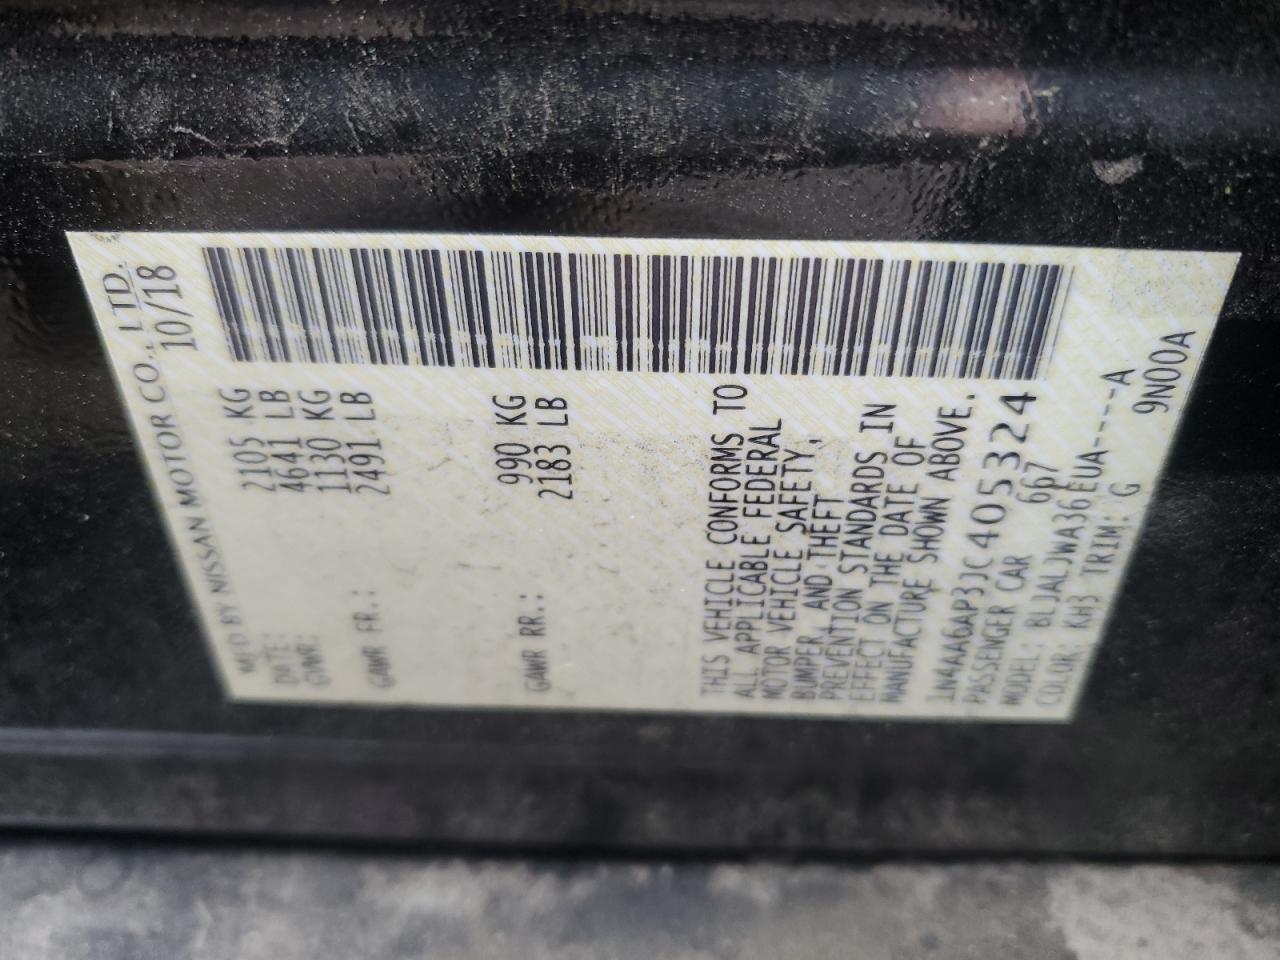 MFD BY NISSAN MOTOR CO., LTD.
DATE: 10/18
GVWR: 2105 KG
4641 LB
GAWR FR.: 1130 KG
2491 LB
GAWR RR.: 990 KG
2183 LB
THIS VEHICLE CONFORMS TO
ALL APPLICABLE FEDERAL
MOTOR VEHICLE SAFETY,
BUMPER, AND THEFT
PREVENTION STANDARDS IN
EFFECT ON THE DATE OF
MANUFACTURE SHOWN ABOVE.
1N4AA6AP3JC405324
PASSENGER CAR 667
MODEL: BLJALJWA36EUA----A
COLOR: KH3 TRIM: G 9N00A